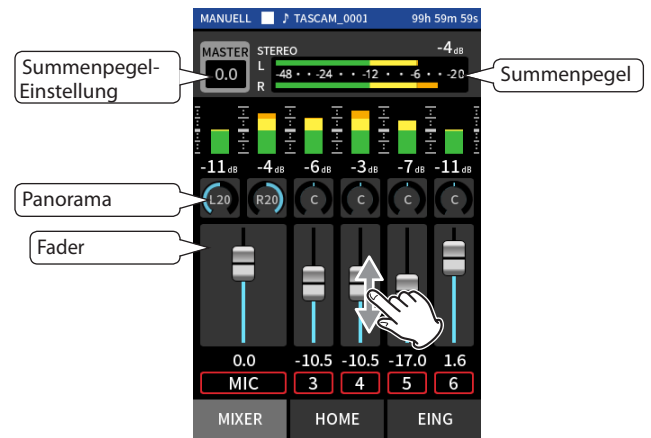 MANUELL ♪ TASCAM_0001 99h 59m 59s
MASTER
0.0
STEREO -4dB
L
-48 · · -24 · · -12 · · -6 · · -20
R
Summenpegel-
Einstellung
Summenpegel
-11dB -4dB -6dB -3dB -7dB -11dB
Panorama
L20 R20 C C C C
Fader
0.0 -10.5 -10.5 -17.0 1.6
MIC 3 4 5 6
MIXER HOME EING